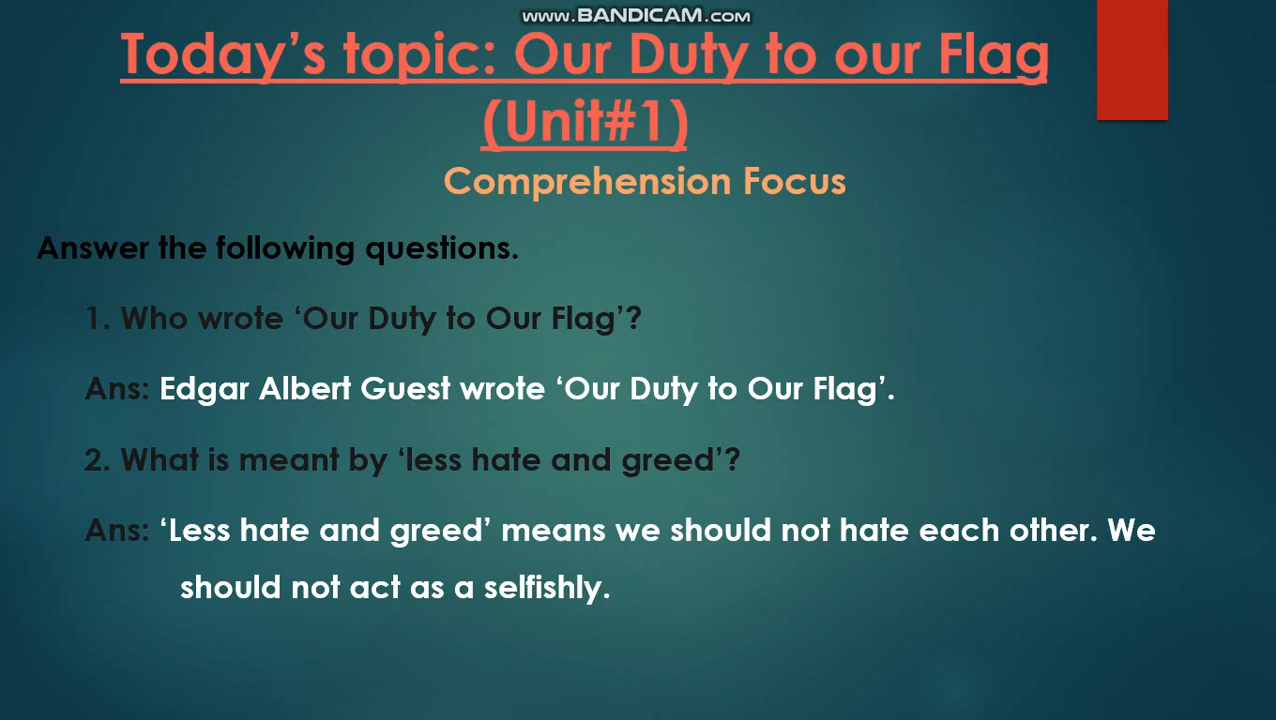 www.BANDICAM.com
Today’s topic: Our Duty to our Flag
(Unit#1)
Comprehension Focus
Answer the following questions.
1. Who wrote ‘Our Duty to Our Flag’?
Ans: Edgar Albert Guest wrote ‘Our Duty to Our Flag’.
2. What is meant by ‘less hate and greed’?
Ans: ‘Less hate and greed’ means we should not hate each other. We
should not act as a selfishly.